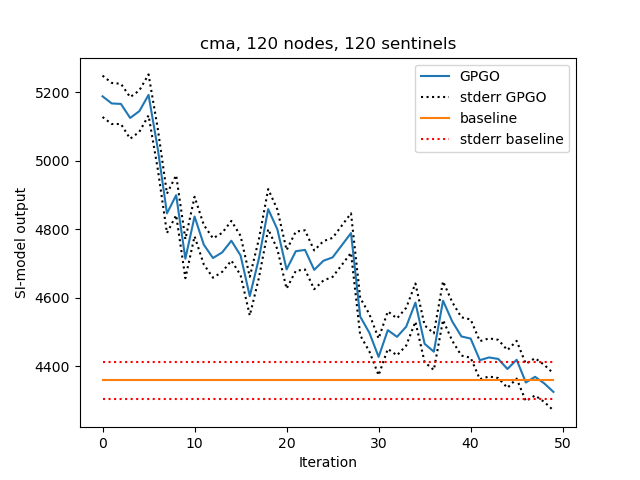 cma, 120 nodes, 120 sentinels
GPGO
stderr GPGO
baseline
stderr baseline
SI-model output
5200
5000
4800
4600
4400
0 10 20 30 40 50
Iteration